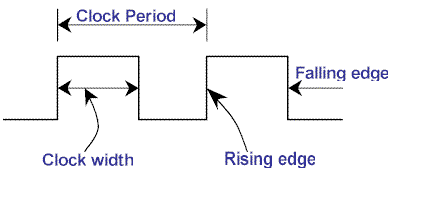 Clock Period
Falling edge
Clock width
Rising edge